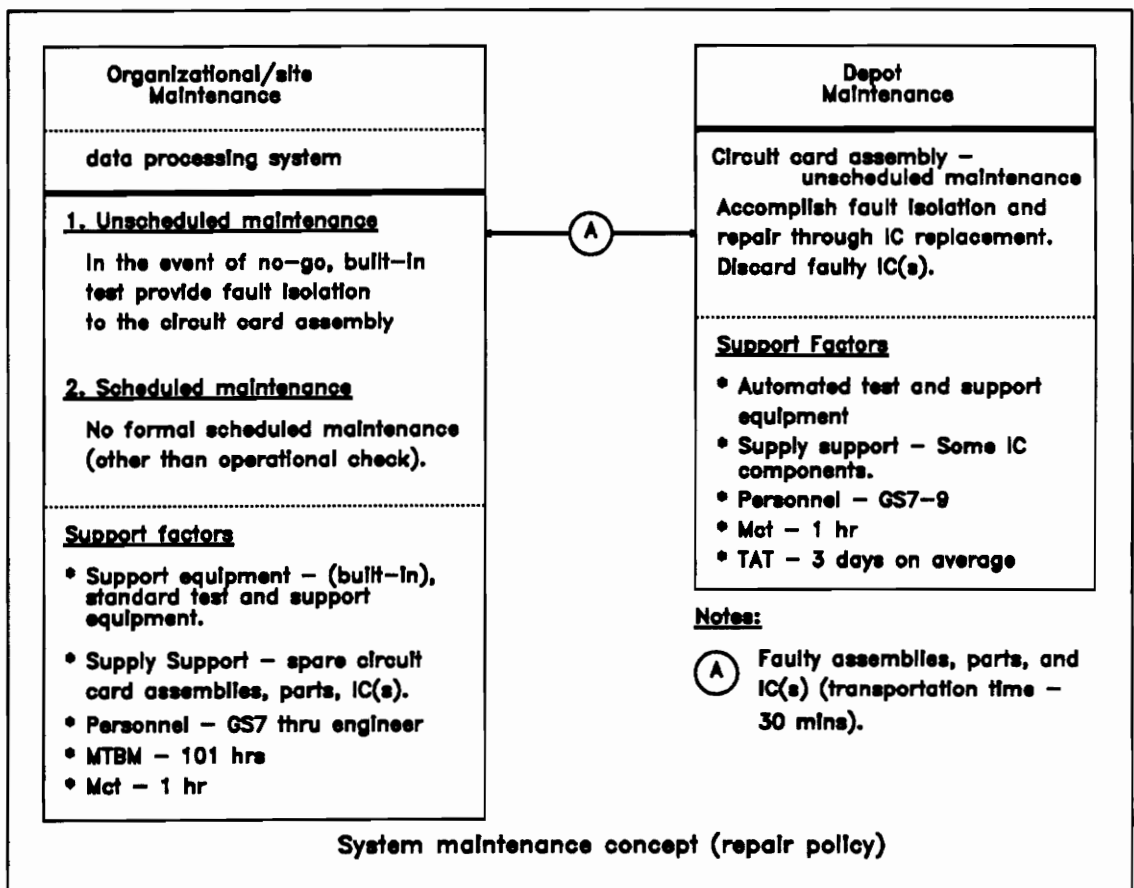 Organizational/site
Maintenance
data processing system
1. Unscheduled maintenance
In the event of no-go, built-in
test provide fault isolation
to the circuit card assembly
2. Scheduled maintenance
No formal scheduled maintenance
(other than operational check).
Support factors
* Support equipment – (built-in),
standard test and support
equipment.
* Supply Support – spare circuit
card assemblies, parts, IC(s).
* Personnel – GS7 thru engineer
* MTBM – 101 hrs
* Mct – 1 hr
A
Depot
Maintenance
Circuit card assembly –
unscheduled maintenance
Accomplish fault isolation and
repair through IC replacement.
Discard faulty IC(s).
Support Factors
* Automated test and support
equipment
* Supply support – Some IC
components.
* Personnel – GS7-9
* Mct – 1 hr
* TAT – 3 days on average
Notes:
A Faulty assemblies, parts, and
IC(s) (transportation time –
30 mins).
System maintenance concept (repair policy)